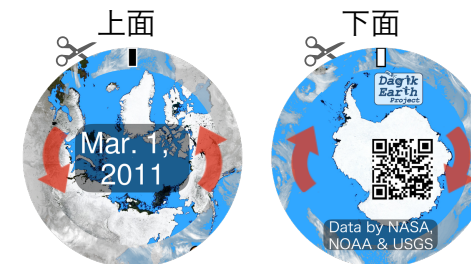 上面
下面
Mar. 1,
2011
Dagik
Earth
Project
Data by NASA,
NOAA & USGS